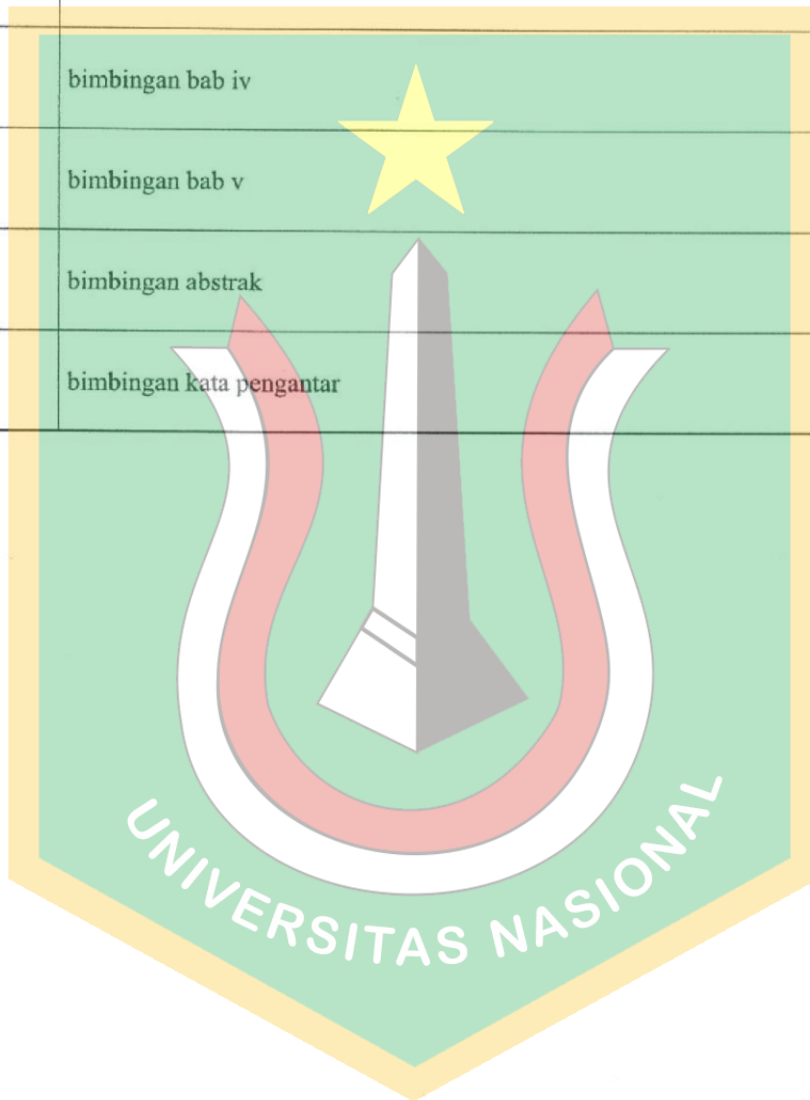 bimbingan bab iv
bimbingan bab v
bimbingan abstrak
bimbingan kata pengantar
UNIVERSITAS NASIONAL